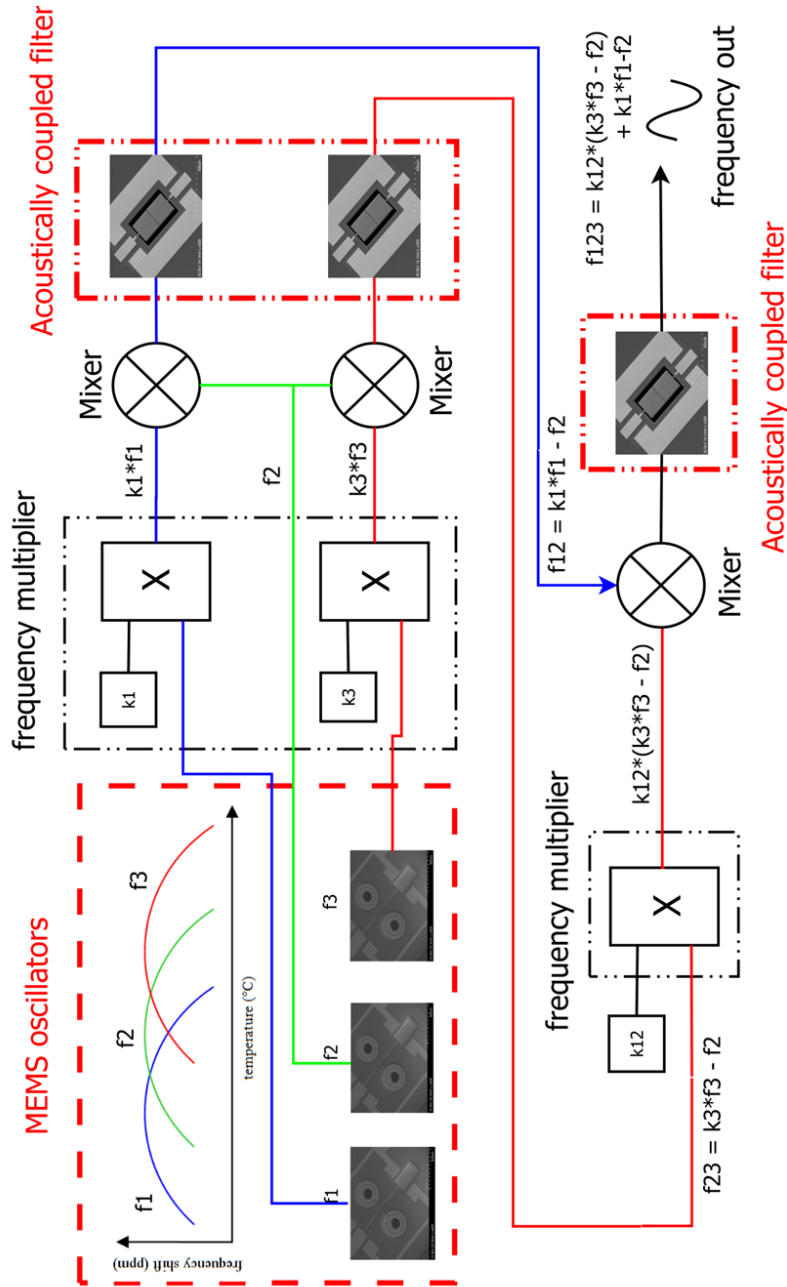 MEMS oscillators
frequency shift (ppm)
temperature (°C)
f1
f2
f3
f1
f2
f3
frequency multiplier
k1
X
k3
X
k1*f1
f2
k3*f3
Mixer
Mixer
Acoustically coupled filter
f23 = k3*f3 - f2
frequency multiplier
k12
X
k12*(k3*f3 - f2)
f12 = k1*f1 - f2
Mixer
Acoustically coupled filter
f123 = k12*(k3*f3 - f2)
+ k1*f1-f2
frequency out